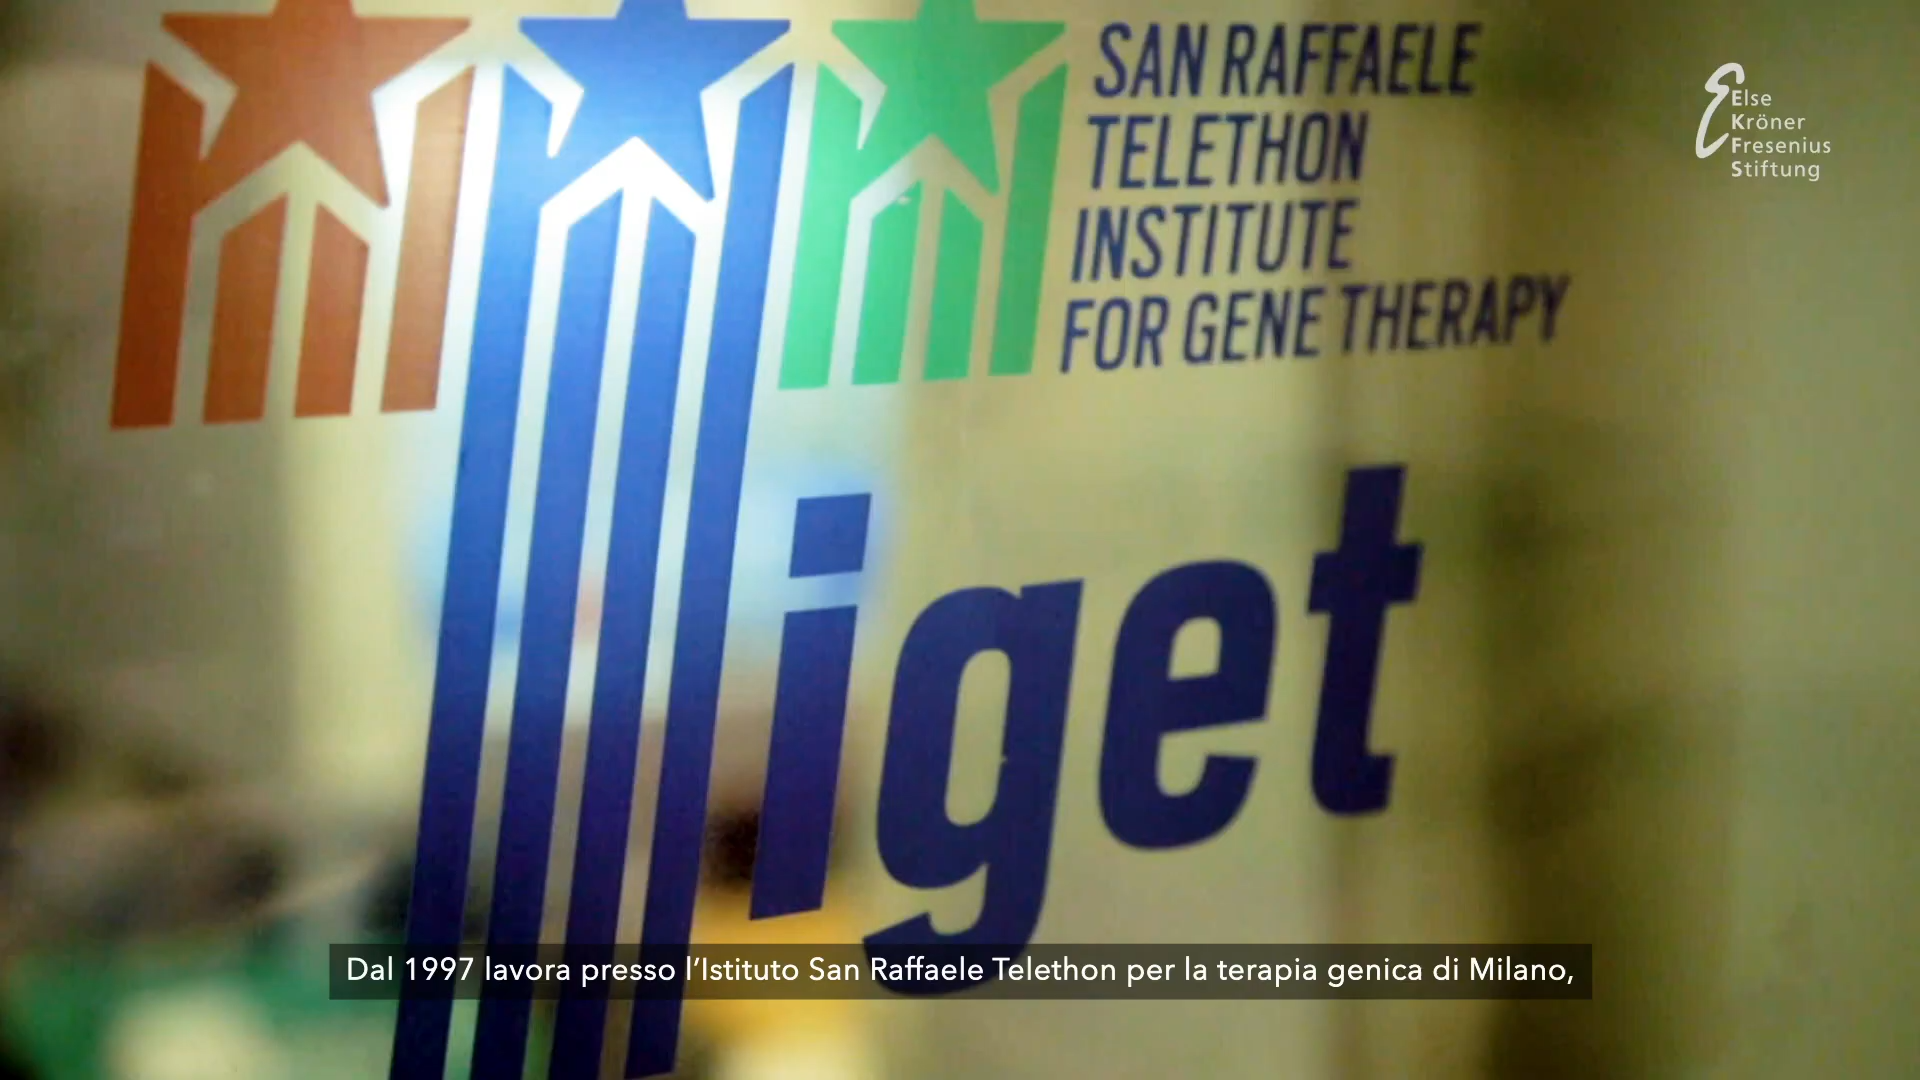 SAN RAFFAELE
TELETHON
INSTITUTE
FOR GENE THERAPY
Else
Kröner
Fresenius
Stiftung
iget
Dal 1997 lavora presso l’Istituto San Raffaele Telethon per la terapia genica di Milano,